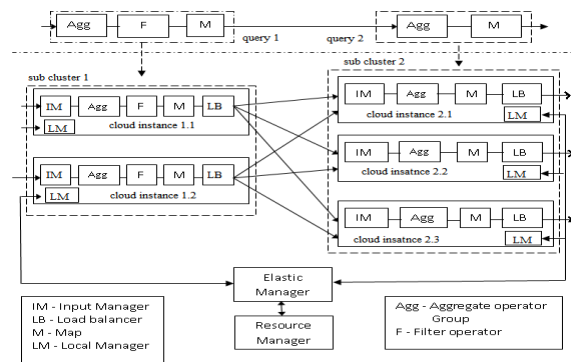 Agg F M Agg M
query 1 query 2
sub cluster 1
sub cluster 2
IM Agg F M LB
LM
cloud instance 1.1
IM Agg F M LB
LM
cloud instance 1.2
IM Agg M LB
LM
cloud instance 2.1
IM Agg M LB
LM
cloud insatnce 2.2
IM Agg M LB
LM
cloud insatnce 2.3
Elastic
Manager
Resource
Manager
IM - Input Manager
LB - Load balancer
M - Map
LM - Local Manager
Agg - Aggregate operator
Group
F - Filter operator